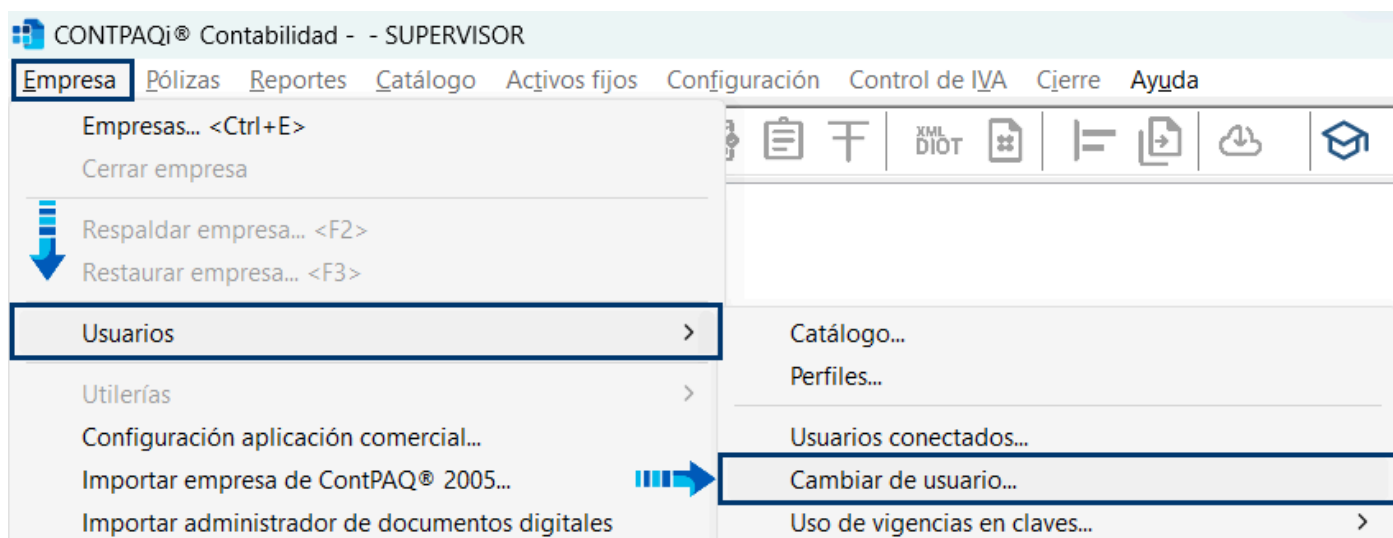 CONTPAQi® Contabilidad - - SUPERVISOR
Empresa Pólizas Reportes Catálogo Activos fijos Configuración Control de IVA Cierre Ayuda
Empresas... <Ctrl+E>
Cerrar empresa
XML
DIOT
Respaldar empresa... <F2>
Restaurar empresa... <F3>
Usuarios
Utilerías
Configuración aplicación comercial...
Importar empresa de ContPAQ® 2005...
Importar administrador de documentos digitales
Catálogo...
Perfiles...
Usuarios conectados...
Cambiar de usuario...
Uso de vigencias en claves...